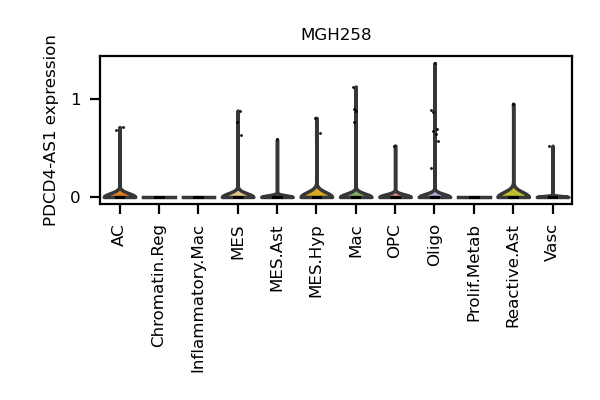 MGH258
PDCD4-AS1 expression
1
0
AC
Chromatin.Reg
Inflammatory.Mac
MES
MES.Ast
MES.Hyp
Mac
OPC
Oligo
Prolif.Metab
Reactive.Ast
Vasc